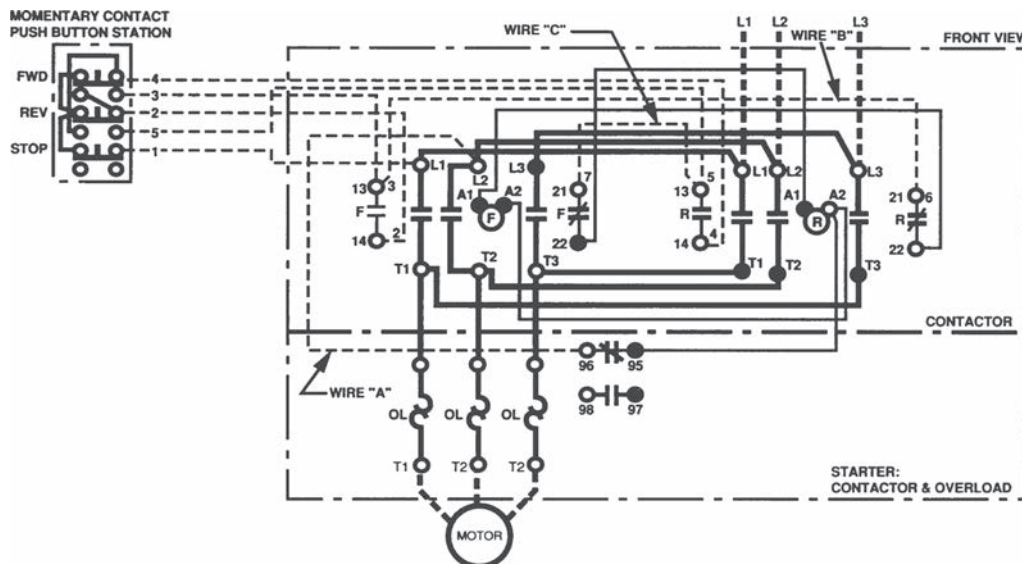 MOMENTARY CONTACT
PUSH BUTTON STATION
FWD
REV
STOP
4
3
2
5
1
WIRE "C"
L1
L2
L3
WIRE "B"
FRONT VIEW
L1
L2
L3
L1
L2
L3
13
3
F
14
2
A1
A2
F
21
7
F
22
13
5
R
14
4
A1
A2
R
21
6
R
22
T1
T2
T3
T1
T2
T3
CONTACTOR
96
95
98
97
WIRE "A"
OL
OL
OL
T1
T2
T2
STARTER:
CONTACTOR & OVERLOAD
MOTOR